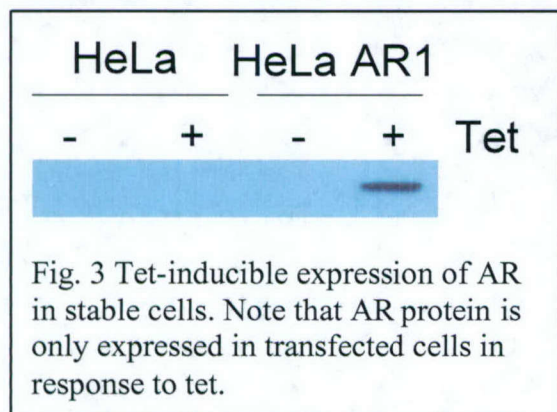 HeLa HeLa AR1
- + - + Tet
Fig. 3 Tet-inducible expression of AR
in stable cells. Note that AR protein is
only expressed in transfected cells in
response to tet.